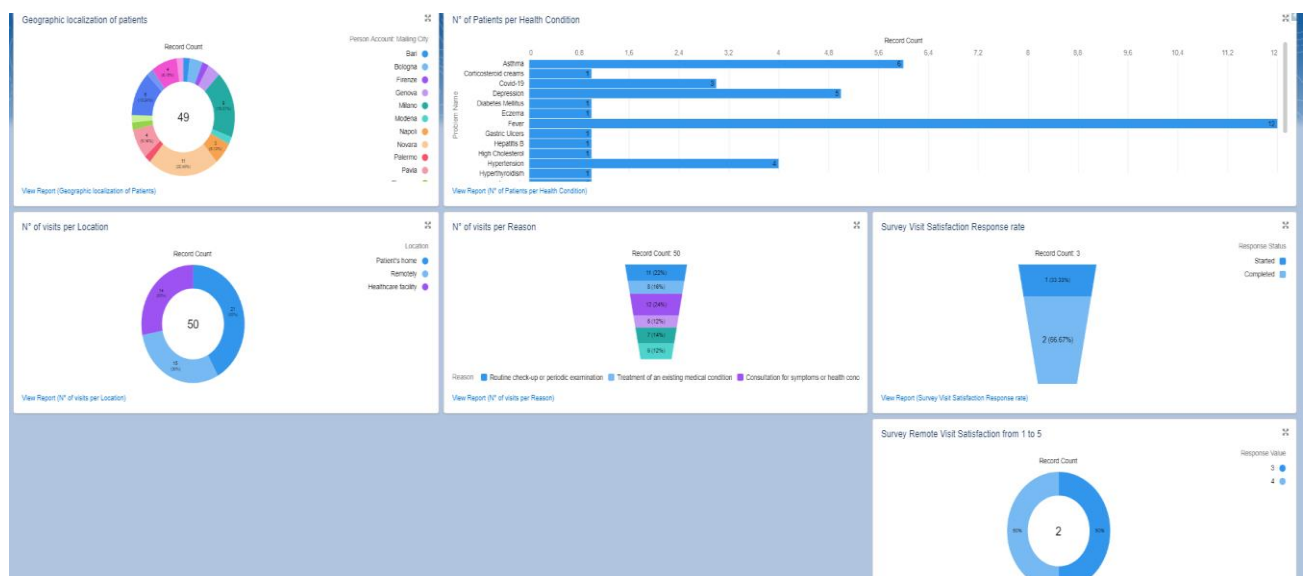 Geographic localization of patients
Record Count
Person Account: Mailing City
Bari
Bologna
Firenze
Genova
Milano
Modena
Napoli
Novara
Palermo
Pavia
49
11
View Report (Geographic localization of Patients)
N° of Patients per Health Condition
Record Count
0 0,8 1,6 2,4 3,2 4 4,8 5,6 6,4 7,2 8 8,8 9,6 10,4 11,2 12
Problem Name
Asthma 6
Corticosteroid creams 1
Covid-19 3
Depression 5
Diabetes Mellitus 1
Eczema 1
Fever 12
Gastric Ulcers 1
Hepatitis B 1
High Cholesterol 1
Hypertension 4
Hyperthyroidism 1
View Report (N° of Patients per Health Condition)
N° of visits per Location
Record Count
Location
Patient's home
Remotely
Healthcare facility
21
50
View Report (N° of visits per Location)
N° of visits per Reason
Record Count: 50
11 (22%)
8 (16%)
12 (24%)
6 (12%)
7 (14%)
Reason Routine check-up or periodic examination Treatment of an existing medical condition Consultation for symptoms or health conc
View Report (N° of visits per Reason)
Survey Visit Satisfaction Response rate
Record Count: 3
Response Status
Started
Completed
2 (66.67%)
View Report (Survey Visit Satisfaction Response rate)
Survey Remote Visit Satisfaction from 1 to 5
Record Count
Response Value
3
4
50% 2 50%